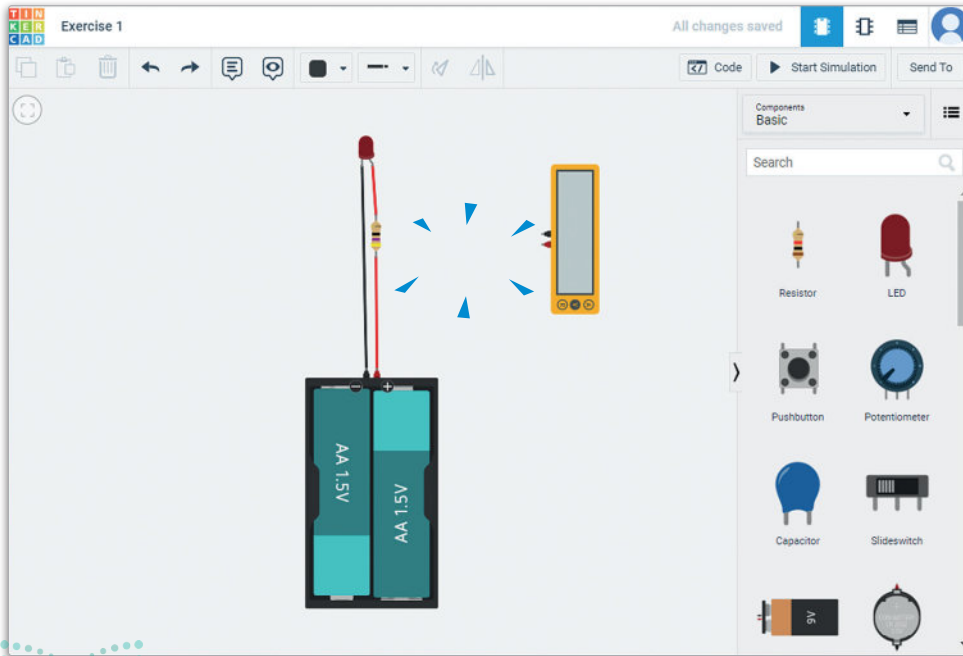 TIN
KER
CAD
Exercise 1
All changes saved
Code
Start Simulation
Send To
Components
Basic
Search
Resistor
LED
Pushbutton
Potentiometer
Capacitor
Slideswitch
AA 1.5V
AA 1.5V
9V